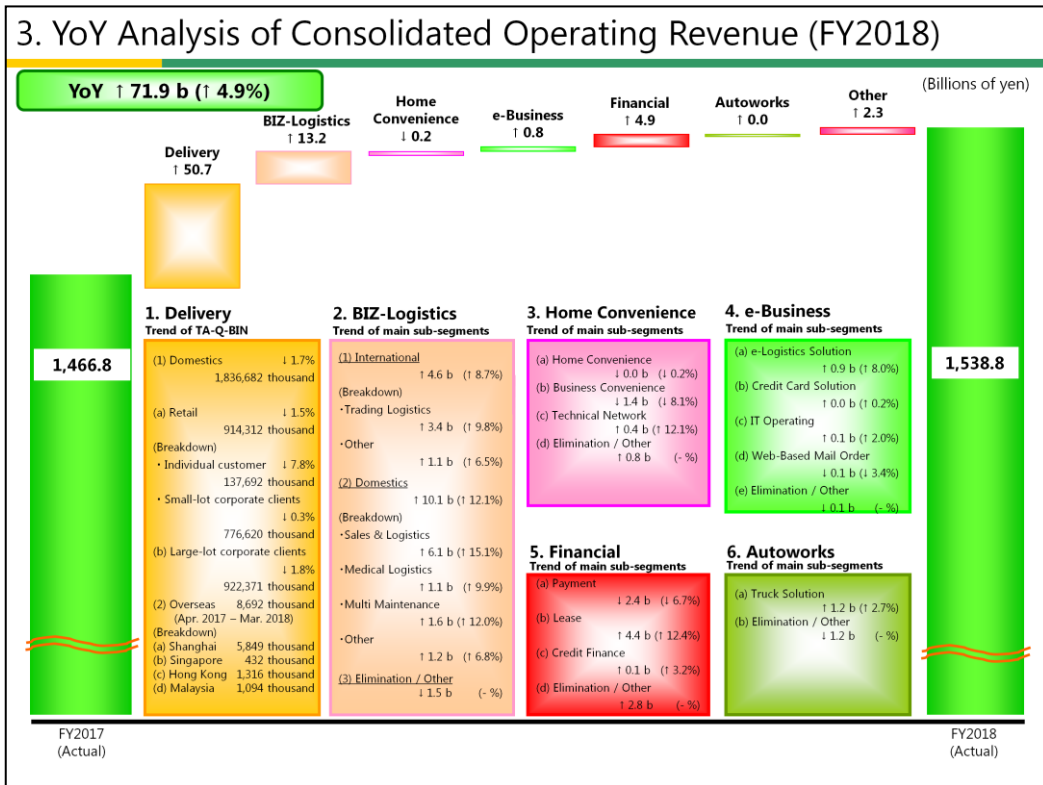 3. YoY Analysis of Consolidated Operating Revenue (FY2018)
YoY ↑ 71.9 b (↑ 4.9%)
(Billions of yen)
Delivery
↑ 50.7
BIZ-Logistics
↑ 13.2
Home
Convenience
↓ 0.2
e-Business
↑ 0.8
Financial
↑ 4.9
Autoworks
↑ 0.0
Other
↑ 2.3
1,466.8
FY2017
(Actual)
1. Delivery
Trend of TA-Q-BIN
(1) Domestics ↓ 1.7%
1,836,682 thousand
(a) Retail ↓ 1.5%
914,312 thousand
(Breakdown)
・Individual customer ↓ 7.8%
137,692 thousand
・Small-lot corporate clients
↓ 0.3%
776,620 thousand
(b) Large-lot corporate clients
↓ 1.8%
922,371 thousand
(2) Overseas 8,692 thousand
(Apr. 2017 – Mar. 2018)
(Breakdown)
(a) Shanghai 5,849 thousand
(b) Singapore 432 thousand
(c) Hong Kong 1,316 thousand
(d) Malaysia 1,094 thousand
2. BIZ-Logistics
Trend of main sub-segments
(1) International
↑ 4.6 b (↑ 8.7%)
(Breakdown)
・Trading Logistics
↑ 3.4 b (↑ 9.8%)
・Other
↑ 1.1 b (↑ 6.5%)
(2) Domestics
↑ 10.1 b (↑ 12.1%)
(Breakdown)
・Sales & Logistics
↑ 6.1 b (↑ 15.1%)
・Medical Logistics
↑ 1.1 b (↑ 9.9%)
・Multi Maintenance
↑ 1.6 b (↑ 12.0%)
・Other
↑ 1.2 b (↑ 6.8%)
(3) Elimination / Other
↓ 1.5 b (- %)
3. Home Convenience
Trend of main sub-segments
(a) Home Convenience
↓ 0.0 b (↓ 0.2%)
(b) Business Convenience
↓ 1.4 b (↓ 8.1%)
(c) Technical Network
↑ 0.4 b (↑ 12.1%)
(d) Elimination / Other
↑ 0.8 b (- %)
4. e-Business
Trend of main sub-segments
(a) e-Logistics Solution
↑ 0.9 b (↑ 8.0%)
(b) Credit Card Solution
↑ 0.0 b (↑ 0.2%)
(c) IT Operating
↑ 0.1 b (↑ 2.0%)
(d) Web-Based Mail Order
↓ 0.1 b (↓ 3.4%)
(e) Elimination / Other
↓ 0.1 b (- %)
5. Financial
Trend of main sub-segments
(a) Payment
↓ 2.4 b (↓ 6.7%)
(b) Lease
↑ 4.4 b (↑ 12.4%)
(c) Credit Finance
↑ 0.1 b (↑ 3.2%)
(d) Elimination / Other
↑ 2.8 b (- %)
6. Autoworks
Trend of main sub-segments
(a) Truck Solution
↑ 1.2 b (↑ 2.7%)
(b) Elimination / Other
↓ 1.2 b (- %)
1,538.8
FY2018
(Actual)